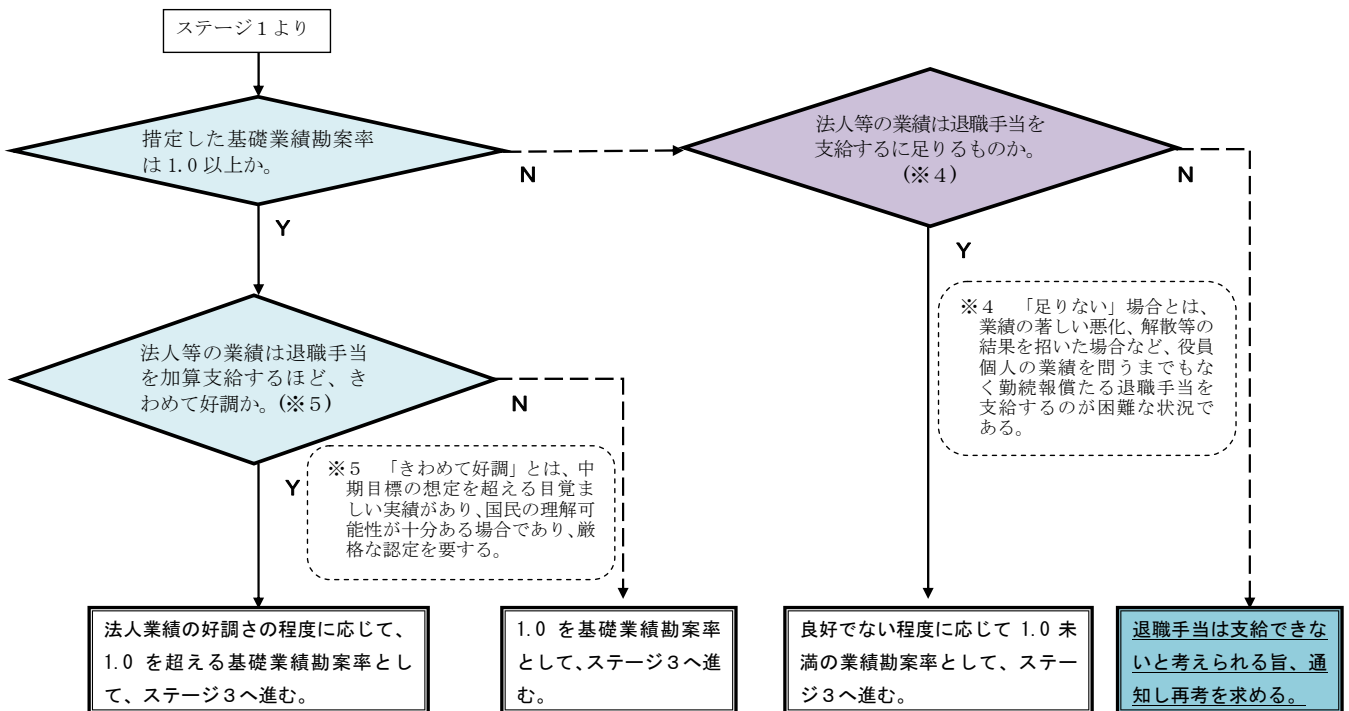 ステージ１より
措定した基礎業績勘案率
は 1.0 以上か。
N
Y
法人等の業績は退職手当を
支給するに足りるものか。
(※４)
N
Y
※４　「足りない」場合とは、
業績の著しい悪化、解散等の
結果を招いた場合など、役員
個人の業績を問うまでもな
く勤続報償たる退職手当を
支給するのが困難な状況で
ある。
法人等の業績は退職手当
を加算支給するほど、き
わめて好調か。(※５)
N
Y
※５　「きわめて好調」とは、中
期目標の想定を超える目覚ま
しい実績があり、国民の理解可
能性が十分ある場合であり、厳
格な認定を要する。
法人業績の好調さの程度に応じて、
1.0 を超える基礎業績勘案率とし
て、ステージ３へ進む。
1.0 を基礎業績勘案率
として、ステージ３へ進
む。
良好でない程度に応じて 1.0 未
満の業績勘案率として、ステー
ジ３へ進む。
退職手当は支給できな
いと考えられる旨、通
知し再考を求める。